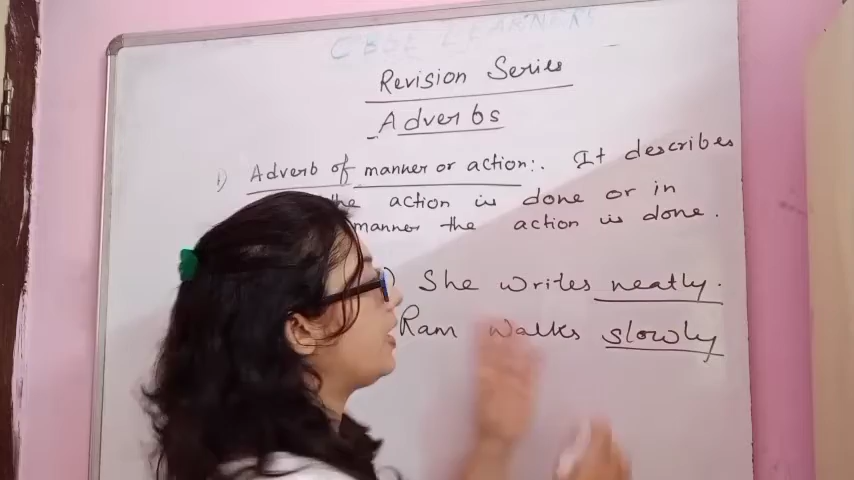 CBSE LEARNERS
Revision Series
Adverbs
1) Adverb of manner or action:. It describes
the action is done or in
manner the action is done.
) She writes neatly.
Ram walks slowly